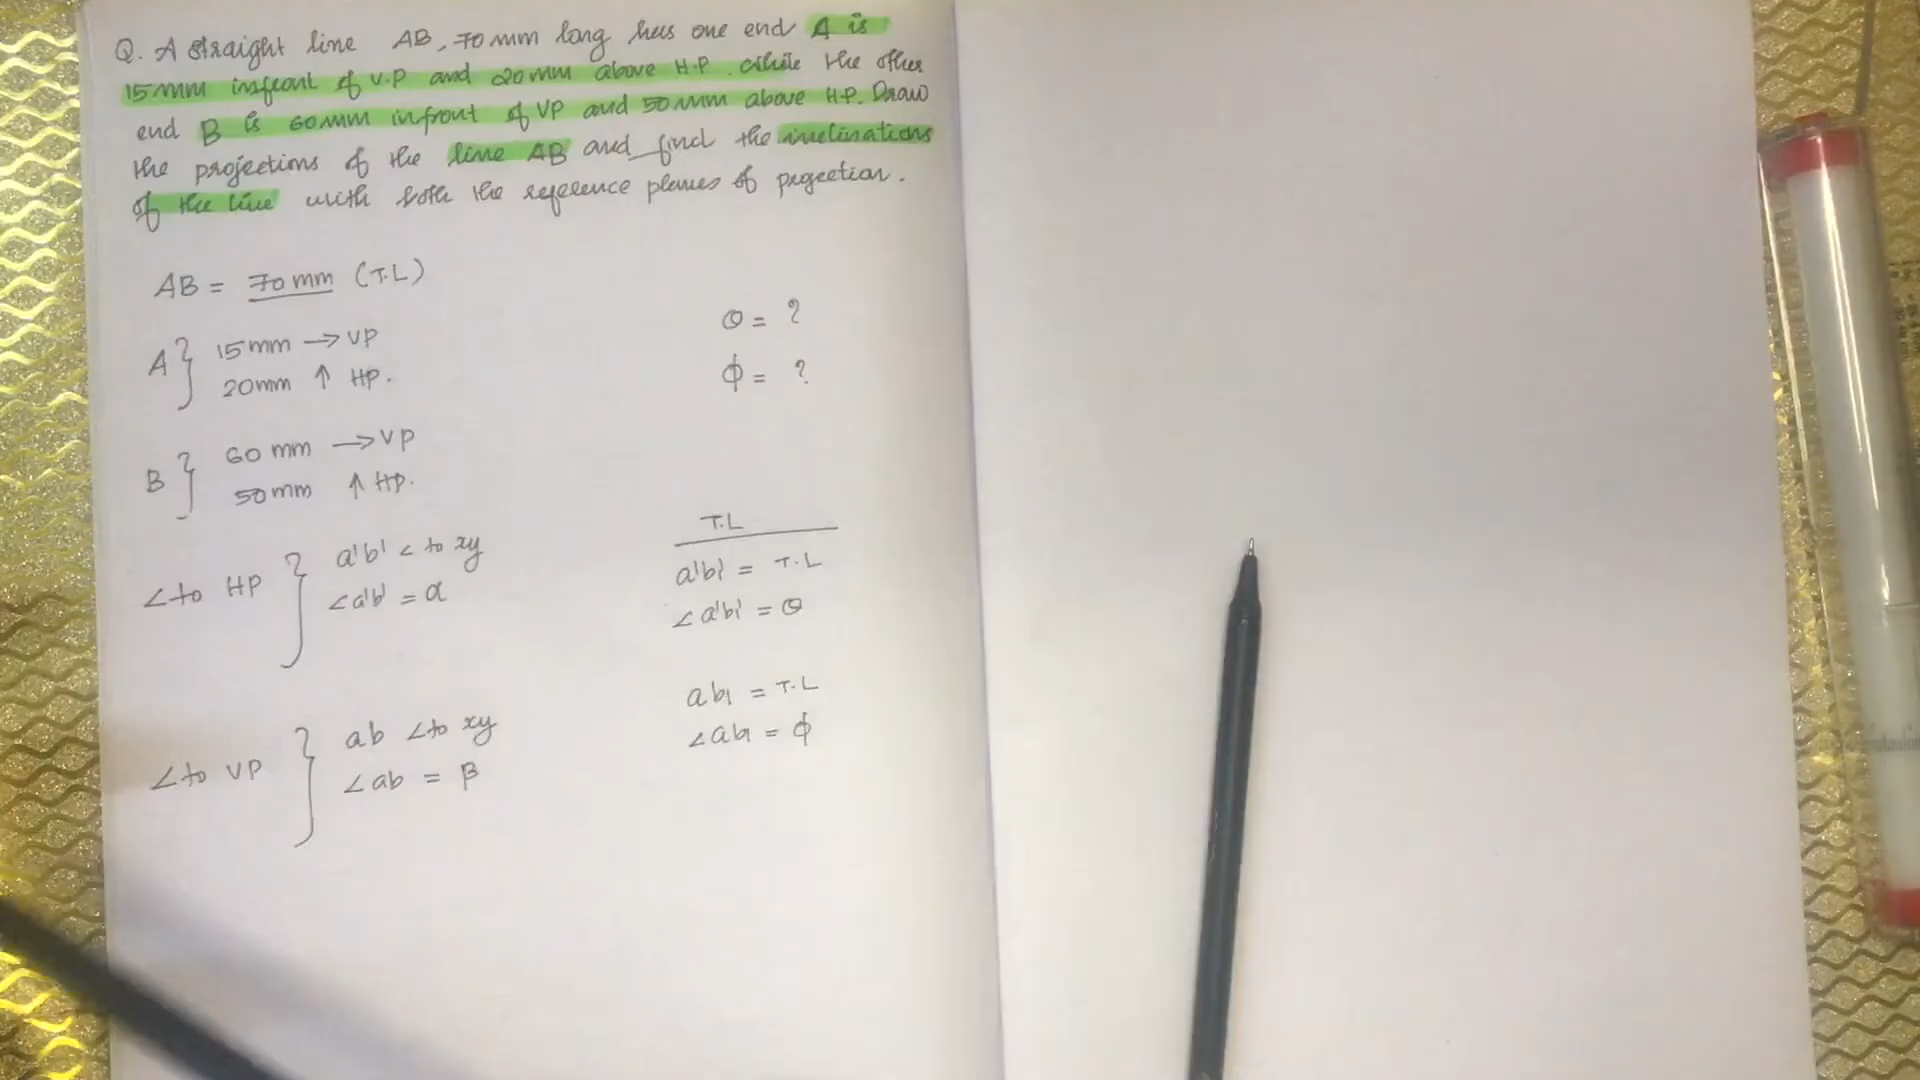 Q. A straight line AB, 70 mm long has one end A is
15 mm infront of V.P and 20 mm above H.P. while the other
end B is 60 mm infront of VP and 50 mm above H.P. Draw
the projections of the line AB and find the inclinations
of the line with both the reference planes of projection.
AB = 70 mm (T.L)
A} 15 mm → VP
20mm ↑ HP.
θ = ?
ϕ = ?
B} 60 mm → VP
50 mm ↑ HP.
∠to HP } a'b' ∠ to xy
∠a'b' = α
T.L
a'b1' = T.L
∠a'b1' = θ
∠to VP } ab ∠to xy
∠ab = β
ab1 = T.L
∠ab1 = ϕ